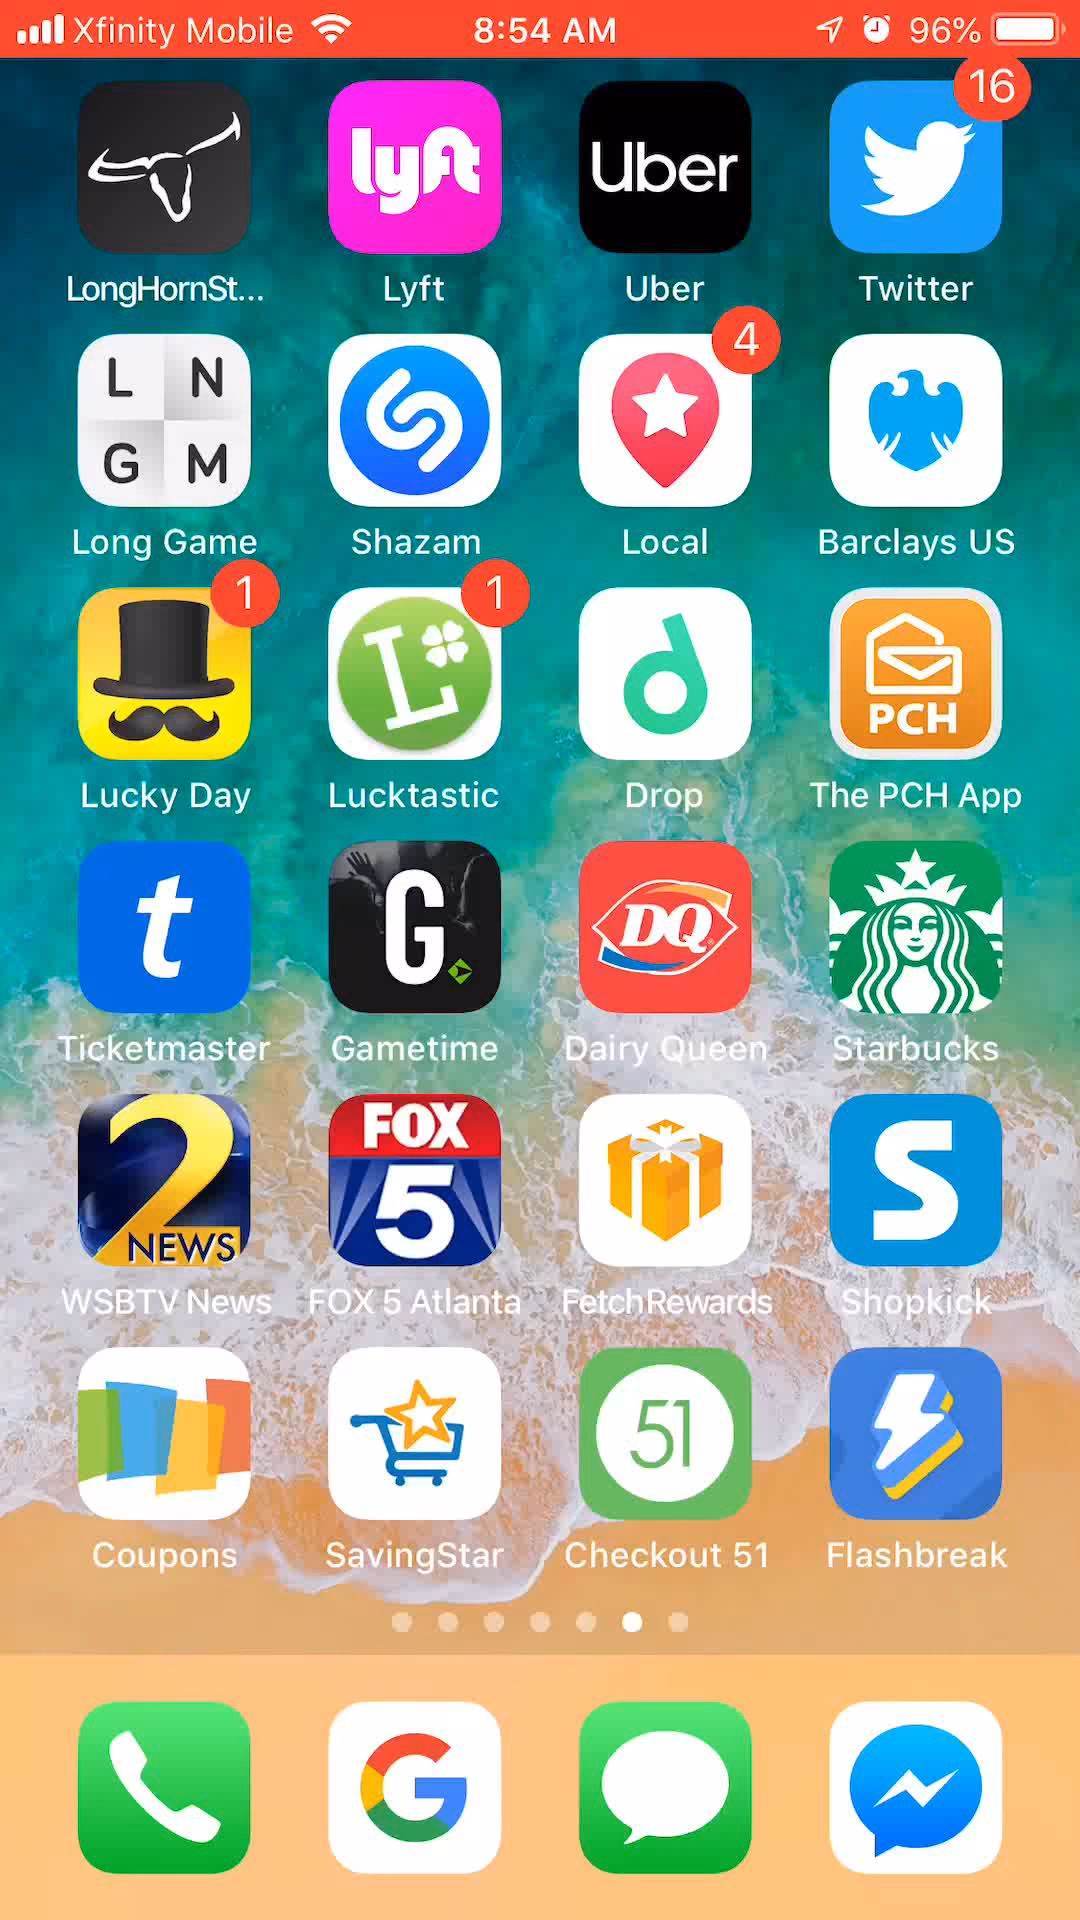 Xfinity Mobile 8:54 AM 96%
16
lyft Uber
LongHornSt... Lyft Uber Twitter
4
L N
G M
Long Game Shazam Local Barclays US
1 1
L PCH
Lucky Day Lucktastic Drop The PCH App
t G. DQ
Ticketmaster Gametime Dairy Queen Starbucks
2 NEWS FOX 5 S
WSBTV News FOX 5 Atlanta FetchRewards Shopkick
51
Coupons SavingStar Checkout 51 Flashbreak
G